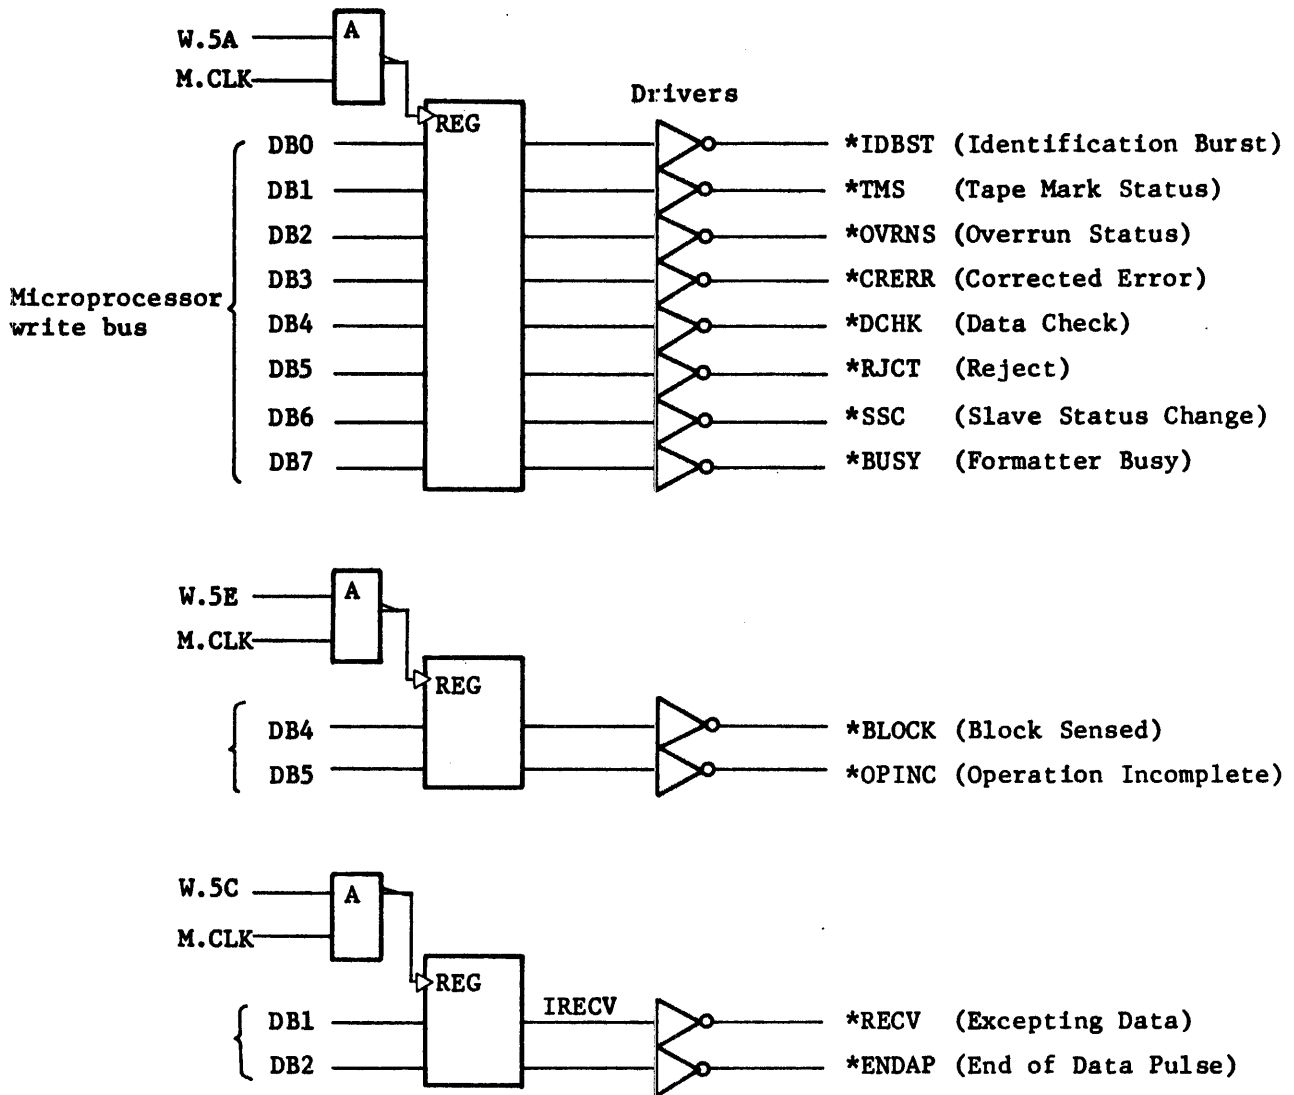 W.5A
A
M.CLK
Drivers
REG
DB0 *IDBST (Identification Burst)
DB1 *TMS (Tape Mark Status)
DB2 *OVRNS (Overrun Status)
DB3 *CRERR (Corrected Error)
Microprocessor
write bus
DB4 *DCHK (Data Check)
DB5 *RJCT (Reject)
DB6 *SSC (Slave Status Change)
DB7 *BUSY (Formatter Busy)
W.5E
A
M.CLK
REG
DB4 *BLOCK (Block Sensed)
DB5 *OPINC (Operation Incomplete)
W.5C
A
M.CLK
REG
IRECV
DB1 *RECV (Excepting Data)
DB2 *ENDAP (End of Data Pulse)